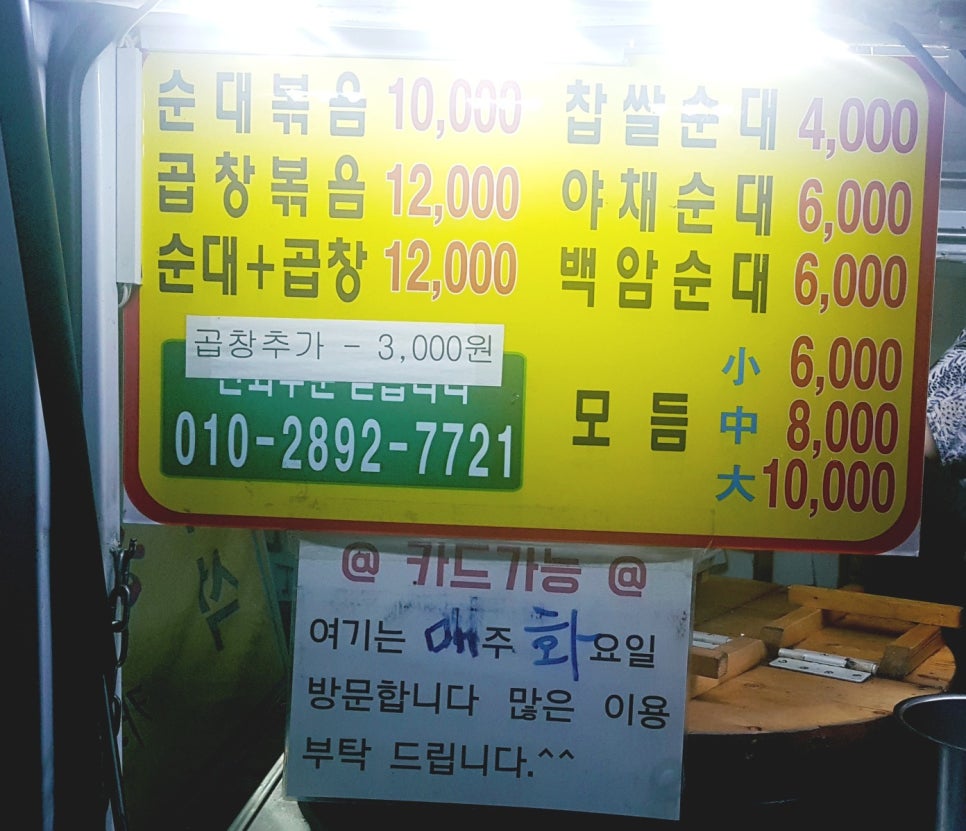 순대볶음 10,000
곱창볶음 12,000
순대+곱창 12,000
곱창추가 - 3,000원
010-2892-7721
찹쌀순대 4,000
야채순대 6,000
백암순대 6,000
모듬
小 6,000
中 8,000
大 10,000
@ 카드가능 @
여기는 매주 화요일
방문합니다 많은 이용
부탁 드립니다.^^